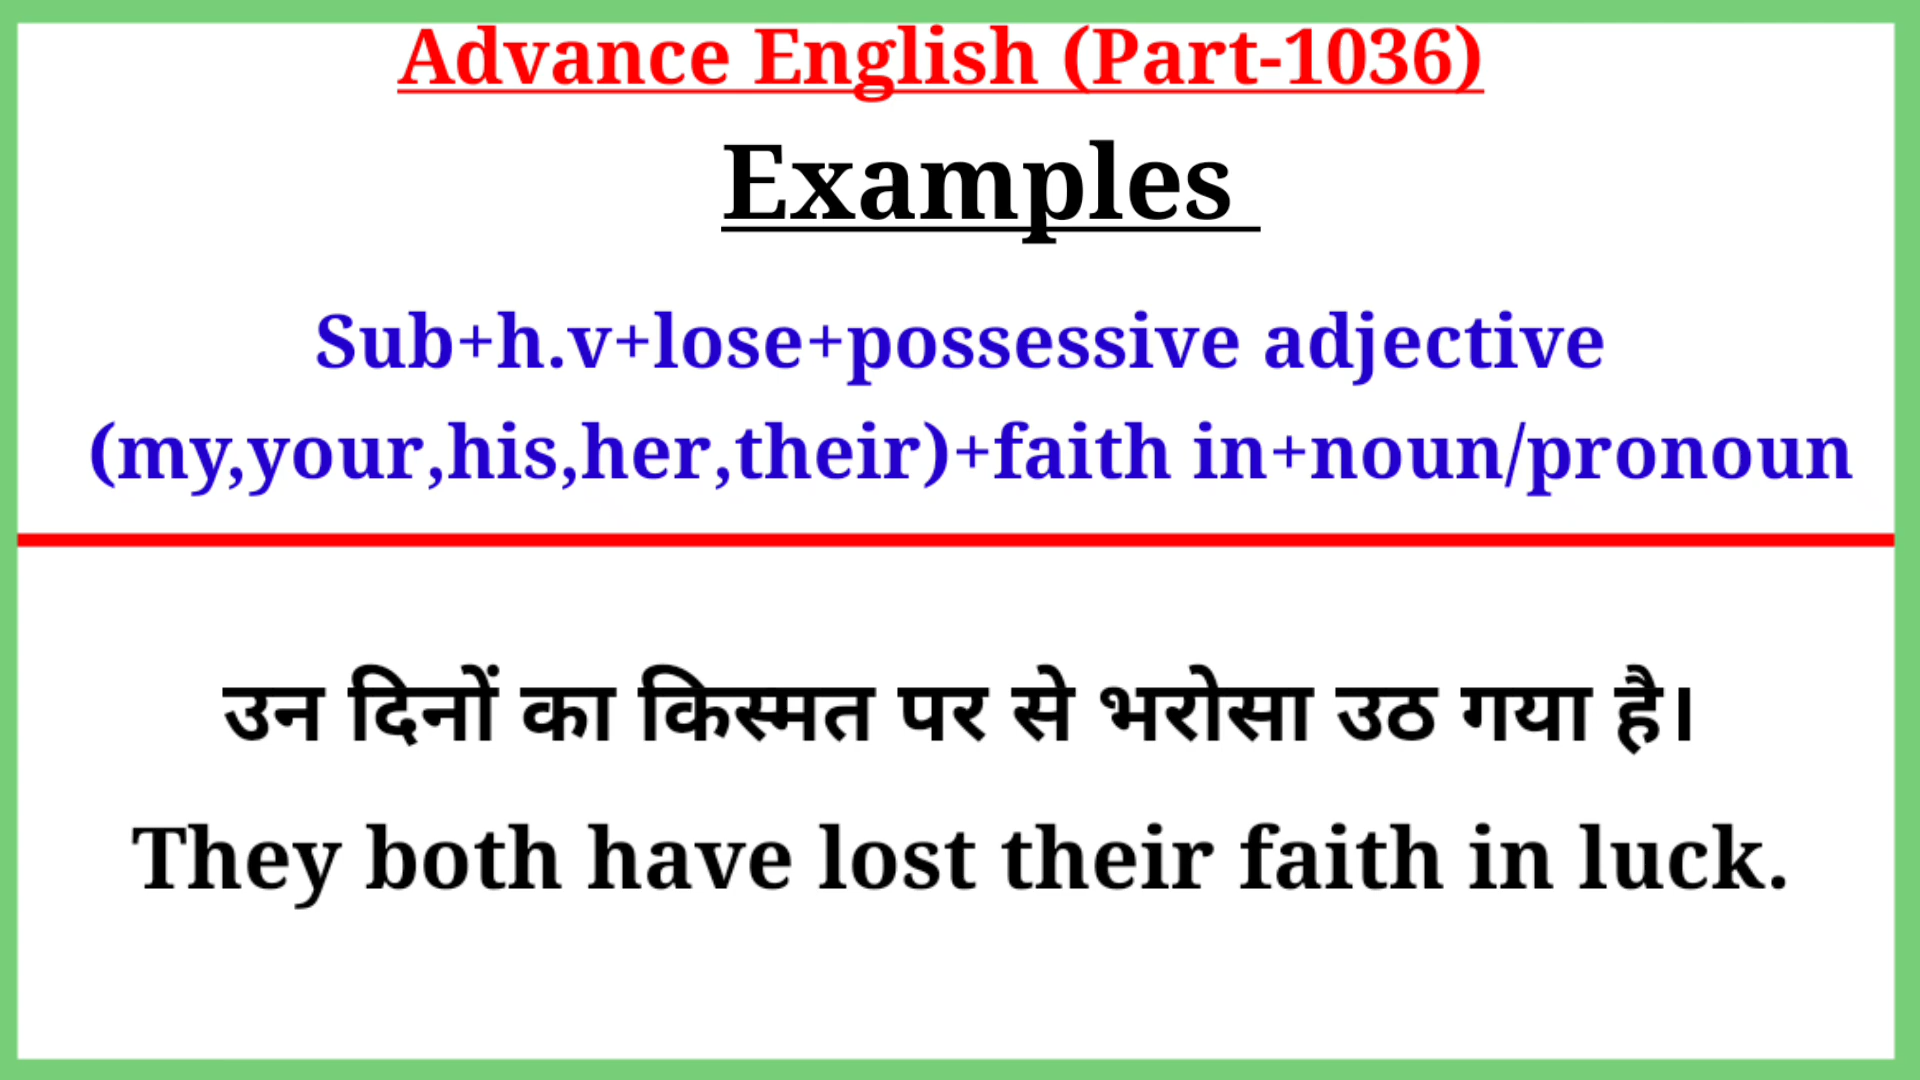 Advance English (Part-1036)
Examples
Sub+h.v+lose+possessive adjective
(my,your,his,her,their)+faith in+noun/pronoun
उन दिनों का किस्मत पर से भरोसा उठ गया है।
They both have lost their faith in luck.